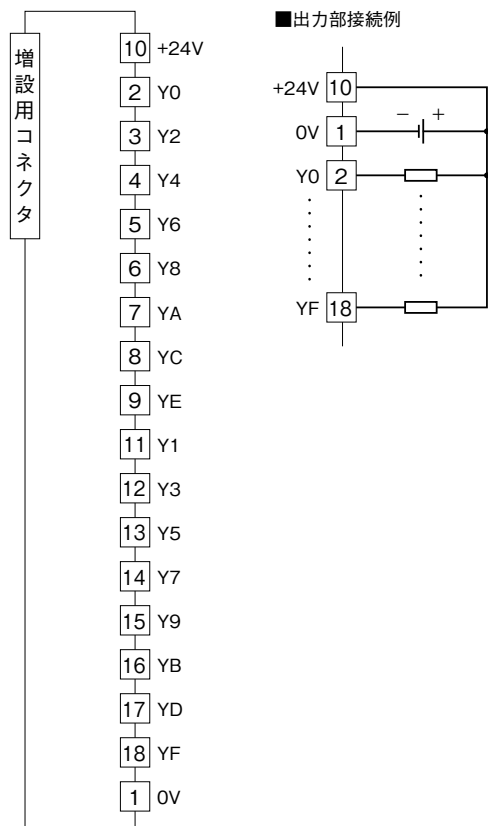 増設用コネクタ
10 +24V
2 Y0
3 Y2
4 Y4
5 Y6
6 Y8
7 YA
8 YC
9 YE
11 Y1
12 Y3
13 Y5
14 Y7
15 Y9
16 YB
17 YD
18 YF
1 0V
■出力部接続例
+24V 10
0V 1 − +
Y0 2
YF 18